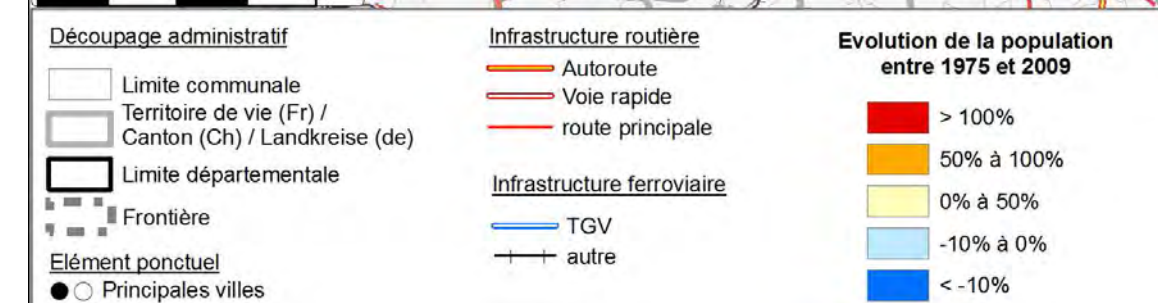 Découpage administratif
Limite communale
Territoire de vie (Fr) /
Canton (Ch) / Landkreise (de)
Limite départementale
Frontière
Elément ponctuel
Principales villes
Infrastructure routière
Autoroute
Voie rapide
route principale
Infrastructure ferroviaire
TGV
autre
Evolution de la population
entre 1975 et 2009
> 100%
50% à 100%
0% à 50%
-10% à 0%
< -10%